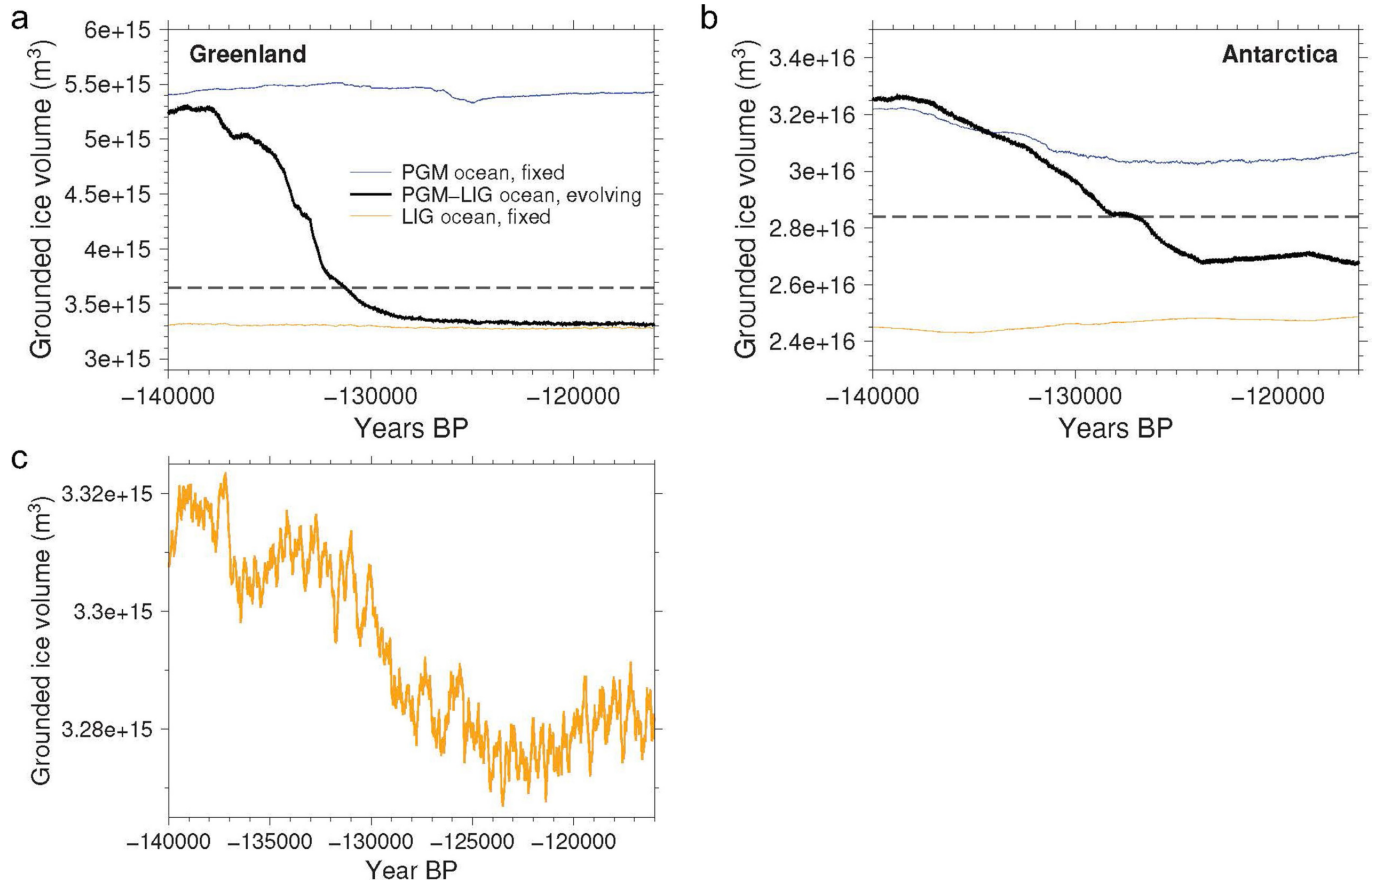 a
Greenland
Grounded ice volume (m³)
6e+15
5.5e+15
5e+15
4.5e+15
4e+15
3.5e+15
3e+15
PGM ocean, fixed
PGM–LIG ocean, evolving
LIG ocean, fixed
−140000 −130000 −120000
Years BP
b
Antarctica
Grounded ice volume (m³)
3.4e+16
3.2e+16
3e+16
2.8e+16
2.6e+16
2.4e+16
−140000 −130000 −120000
Years BP
c
Grounded ice volume (m³)
3.32e+15
3.3e+15
3.28e+15
−140000 −135000 −130000 −125000 −120000
Year BP